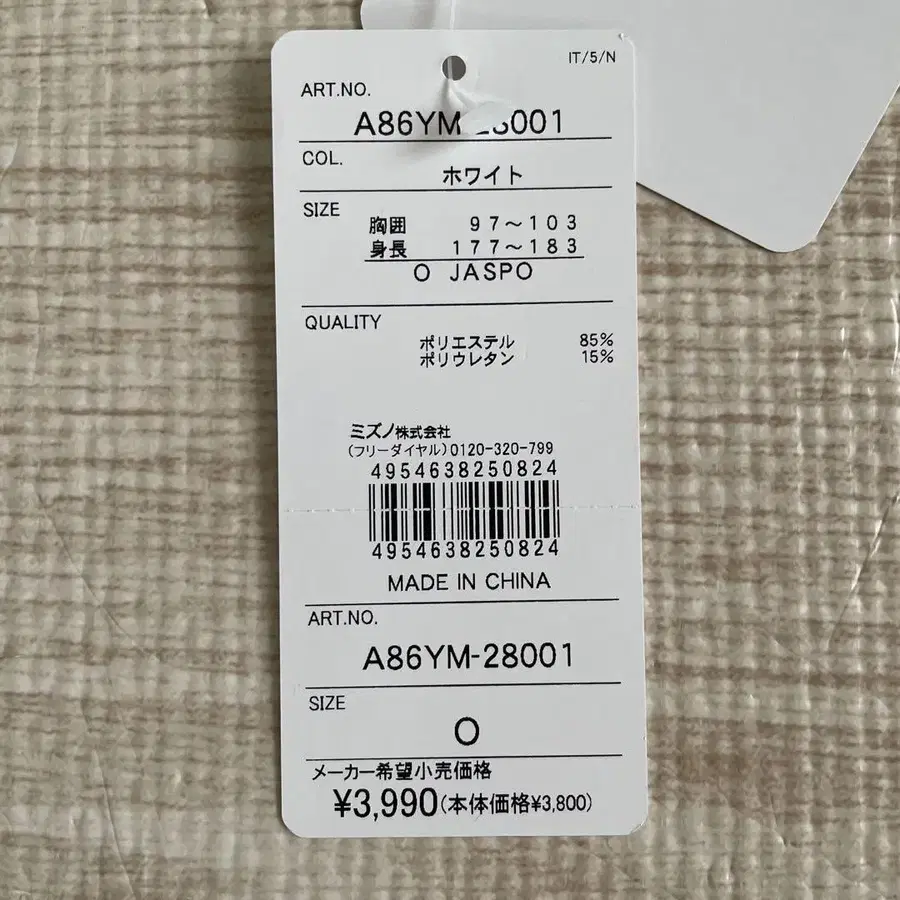 IT/5/N
ART.NO.
A86YM-28001
COL.
ホワイト
SIZE
胸囲 97～103
身長 177～183
O JASPO
QUALITY
ポリエステル 85%
ポリウレタン 15%
ミズノ株式会社
(フリーダイヤル)0120-320-799
4954638250824
4954638250824
MADE IN CHINA
ART.NO.
A86YM-28001
SIZE
O
メーカー希望小売価格
¥3,990(本体価格¥3,800)